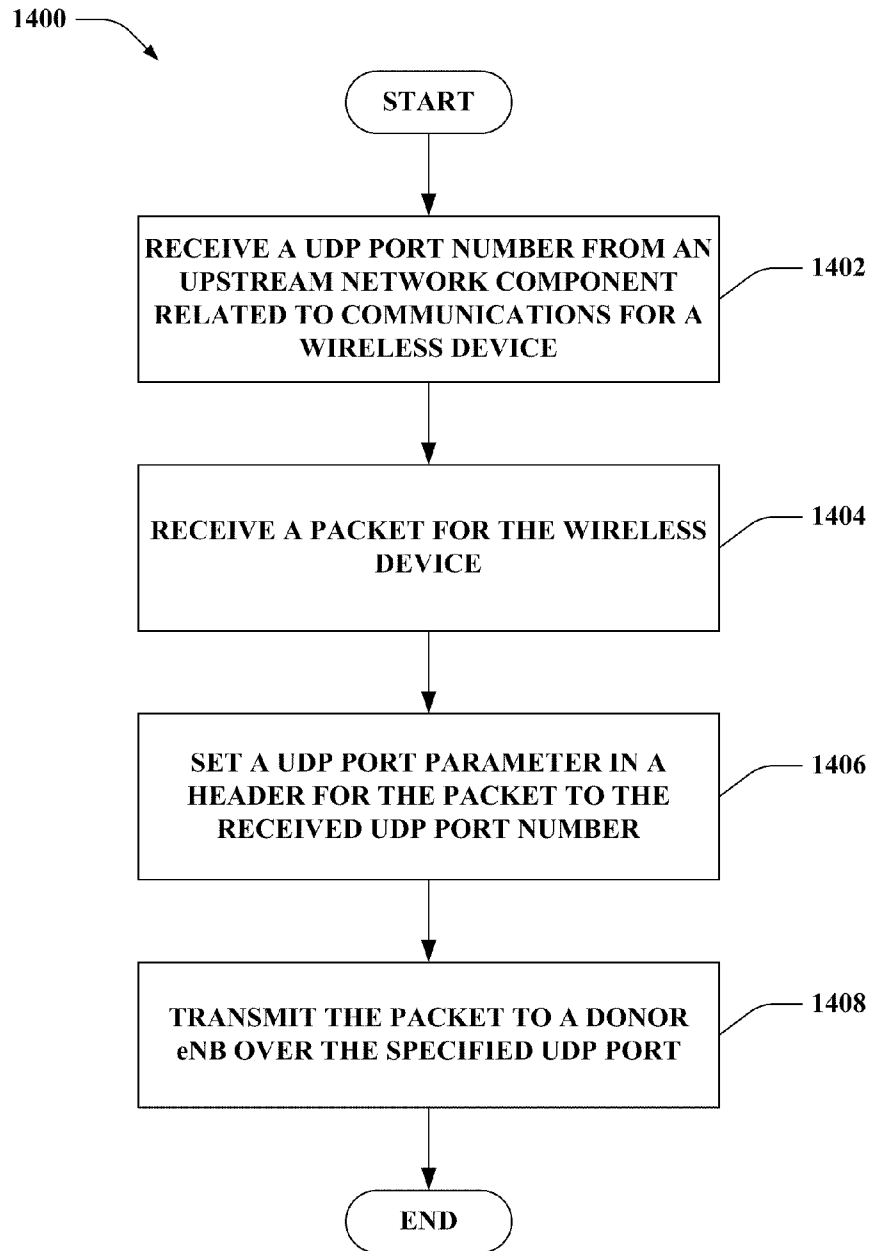 1400
START
RECEIVE A UDP PORT NUMBER FROM AN
UPSTREAM NETWORK COMPONENT
RELATED TO COMMUNICATIONS FOR A
WIRELESS DEVICE
1402
RECEIVE A PACKET FOR THE WIRELESS
DEVICE
1404
SET A UDP PORT PARAMETER IN A
HEADER FOR THE PACKET TO THE
RECEIVED UDP PORT NUMBER
1406
TRANSMIT THE PACKET TO A DONOR
eNB OVER THE SPECIFIED UDP PORT
1408
END